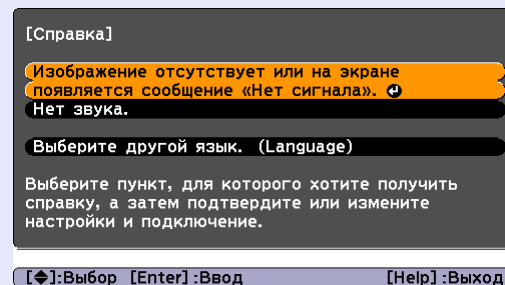 [Справка]
Изображение отсутствует или на экране
появляется сообщение «Нет сигнала».
Нет звука.
Выберите другой язык. (Language)
Выберите пункт, для которого хотите получить
справку, а затем подтвердите или измените
настройки и подключение.
[◆]:Выбор [Enter]:Ввод [Help]:Выход